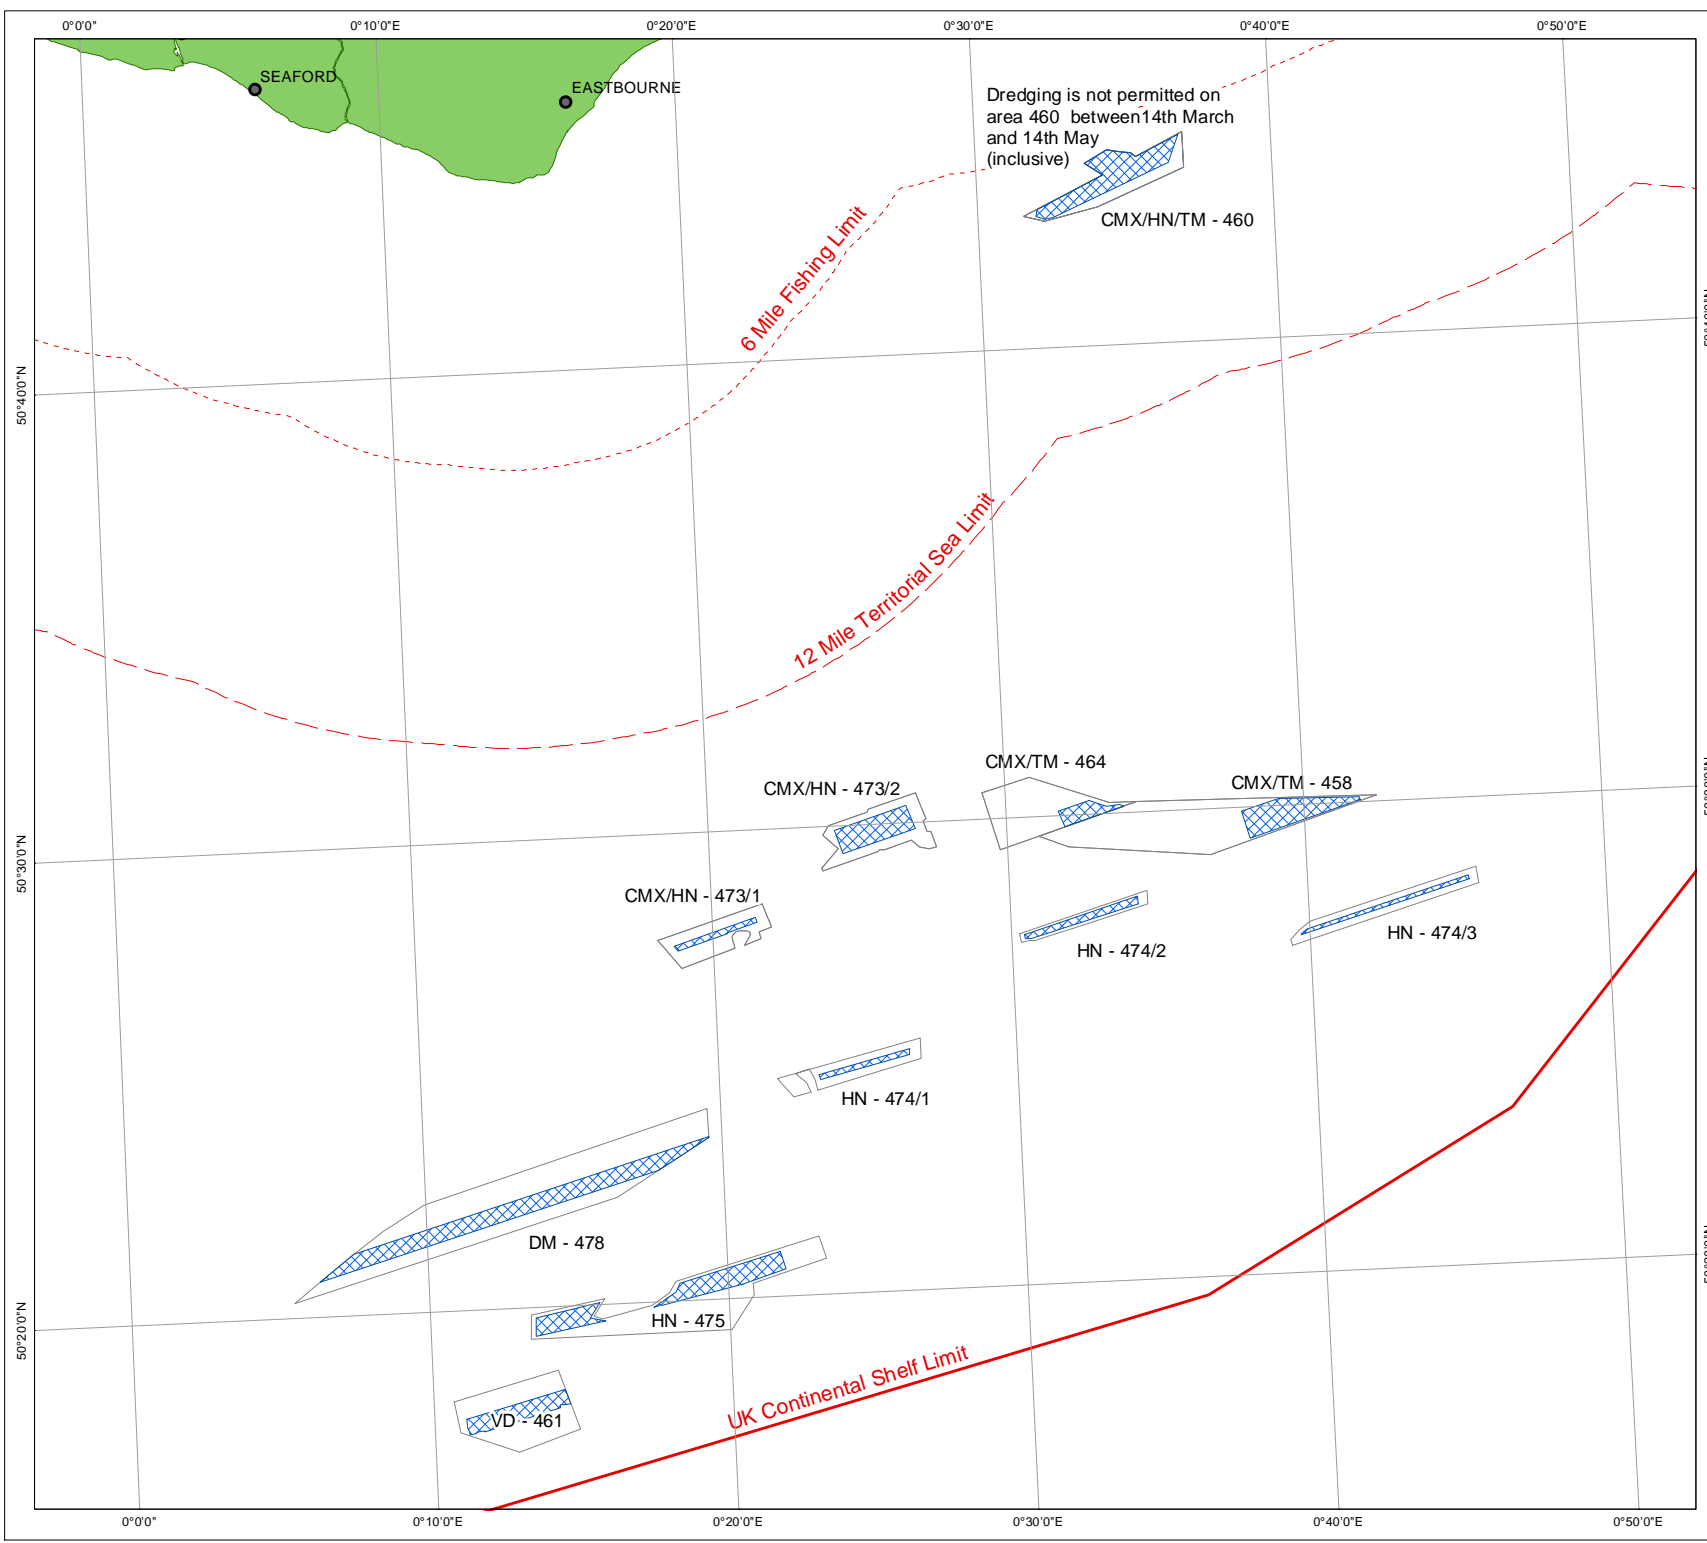 0°0'0"
0°10'0"E
0°20'0"E
0°30'0"E
0°40'0"E
0°50'0"E
SEAFORD
EASTBOURNE
Dredging is not permitted on
area 460 between14th March
and 14th May
(inclusive)
CMX/HN/TM - 460
6 Mile Fishing Limit
50°40'0"N
12 Mile Territorial Sea Limit
CMX/TM - 464
CMX/HN - 473/2
CMX/TM - 458
50°30'0"N
CMX/HN - 473/1
HN - 474/2
HN - 474/3
HN - 474/1
DM - 478
HN - 475
50°20'0"N
UK Continental Shelf Limit
VD - 461
0°0'0"
0°10'0"E
0°20'0"E
0°30'0"E
0°40'0"E
0°50'0"E